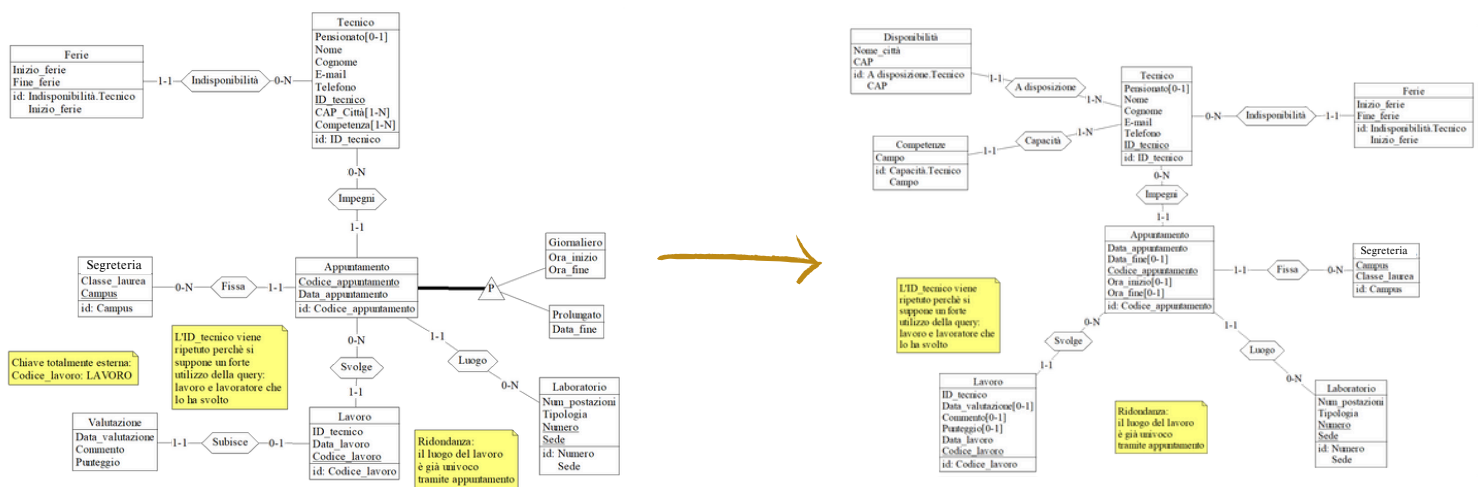 Tecnico
Pensionato[0-1]
Nome
Cognome
E-mail
Telefono
ID_tecnico
CAP_Città[1-N]
Competenza[1-N]
id: ID_tecnico
Ferie
Inizio_ferie
Fine_ferie
id: Indisponibilità.Tecnico
Inizio_ferie
1-1
Indisponibilità
0-N
0-N
Impegni
1-1
Segreteria
Classe_laurea
Campus
id: Campus
0-N
Fissa
1-1
Appuntamento
Codice_appuntamento
Data_appuntamento
id: Codice_appuntamento
P
Giornaliero
Ora_inizio
Ora_fine
Prolungato
Data_fine
Chiave totalmente esterna:
Codice_lavoro: LAVORO
L'ID_tecnico viene
ripetuto perchè si
suppone un forte
utilizzo della query:
lavoro e lavoratore che
lo ha svolto
0-N
Svolge
1-1
1-1
Luogo
0-N
Laboratorio
Num_postazioni
Tipologia
Numero
Sede
id: Numero
Sede
Valutazione
Data_valutazione
Commento
Punteggio
1-1
Subisce
0-1
Lavoro
ID_tecnico
Data_lavoro
Codice_lavoro
id: Codice_lavoro
Ridondanza:
il luogo del lavoro
è già univoco
tramite appuntamento
Disponibilità
Nome_città
CAP
id: A disposizione.Tecnico
CAP
1-1
A disposizione
1-N
Competenze
Campo
id: Capacità.Tecnico
Campo
1-1
Capacità
1-N
Tecnico
Pensionato[0-1]
Nome
Cognome
E-mail
Telefono
ID_tecnico
id: ID_tecnico
0-N
Indisponibilità
1-1
Ferie
Inizio_ferie
Fine_ferie
id: Indisponibilità.Tecnico
Inizio_ferie
0-N
Impegni
1-1
Appuntamento
Data_appuntamento
Data_fine[0-1]
Codice_appuntamento
Ora_inizio[0-1]
Ora_fine[0-1]
id: Codice_appuntamento
1-1
Fissa
0-N
Segreteria
Campus
Classe_laurea
id: Campus
L'ID_tecnico viene
ripetuto perchè si
suppone un forte
utilizzo della query:
lavoro e lavoratore che
lo ha svolto
0-N
Svolge
1-1
1-1
Luogo
0-N
Lavoro
ID_tecnico
Data_valutazione[0-1]
Commento[0-1]
Punteggio[0-1]
Data_lavoro
Codice_lavoro
id: Codice_lavoro
Ridondanza:
il luogo del lavoro
è già univoco
tramite appuntamento
Laboratorio
Num_postazioni
Tipologia
Numero
Sede
id: Numero
Sede